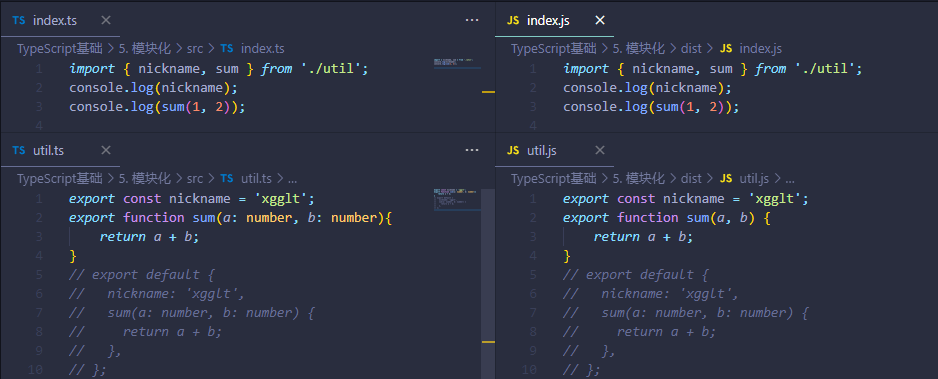 TS index.ts × ...
TypeScript基础 > 5. 模块化 > src > TS index.ts
1 import { nickname, sum } from './util';
2 console.log(nickname);
3 console.log(sum(1, 2));
4
JS index.js ×
TypeScript基础 > 5. 模块化 > dist > JS index.js
1 import { nickname, sum } from './util';
2 console.log(nickname);
3 console.log(sum(1, 2));
4
TS util.ts × ...
TypeScript基础 > 5. 模块化 > src > TS util.ts > ...
1 export const nickname = 'xgglt';
2 export function sum(a: number, b: number){
3     return a + b;
4 }
5 // export default {
6 //   nickname: 'xgglt',
7 //   sum(a: number, b: number) {
8 //     return a + b;
9 //   },
10 // };
JS util.js ×
TypeScript基础 > 5. 模块化 > dist > JS util.js > ...
1 export const nickname = 'xgglt';
2 export function sum(a, b) {
3     return a + b;
4 }
5 // export default {
6 //   nickname: 'xgglt',
7 //   sum(a: number, b: number) {
8 //     return a + b;
9 //   },
10 // };